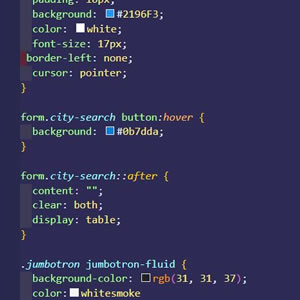 padding: 10px;
background: #2196F3;
color: white;
font-size: 17px;
border-left: none;
cursor: pointer;
}
form.city-search button:hover {
background: #0b7dda;
}
form.city-search::after {
content: "";
clear: both;
display: table;
}
.jumbotron jumbotron-fluid {
background-color: rgb(31, 31, 37);
color: whitesmoke